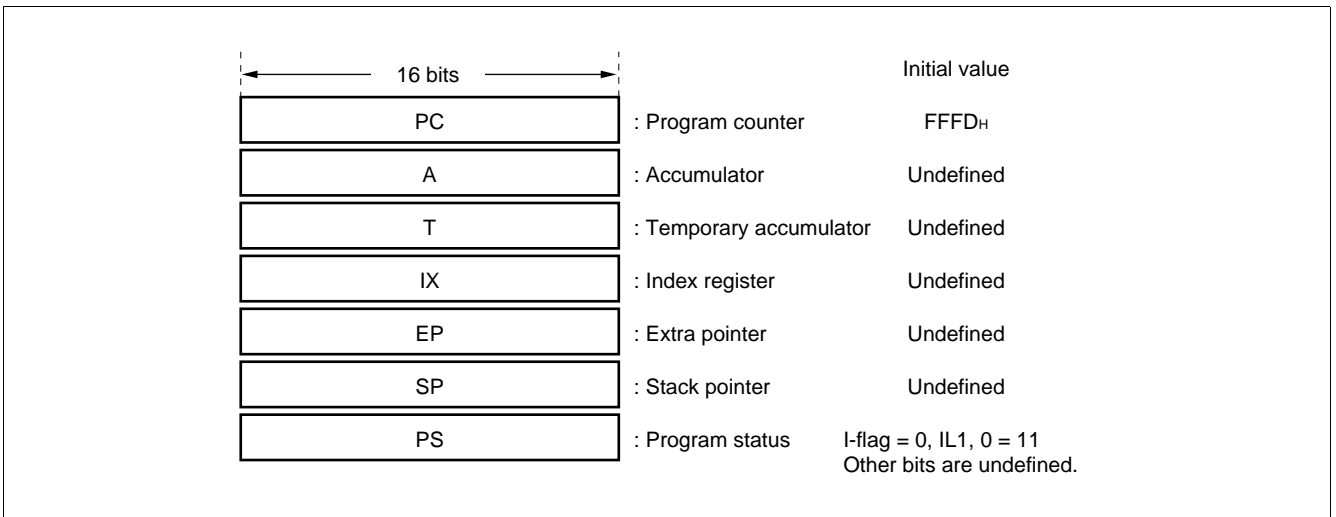 16 bits Initial value
PC : Program counter FFFDH
A : Accumulator Undefined
T : Temporary accumulator Undefined
IX : Index register Undefined
EP : Extra pointer Undefined
SP : Stack pointer Undefined
PS : Program status I-flag = 0, IL1, 0 = 11
Other bits are undefined.